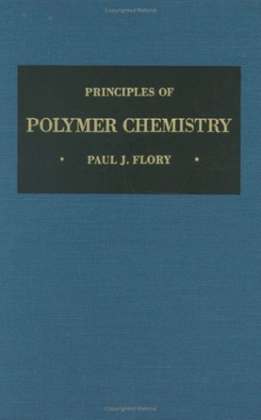 PRINCIPLES OF
POLYMER CHEMISTRY
• PAUL J. FLORY •